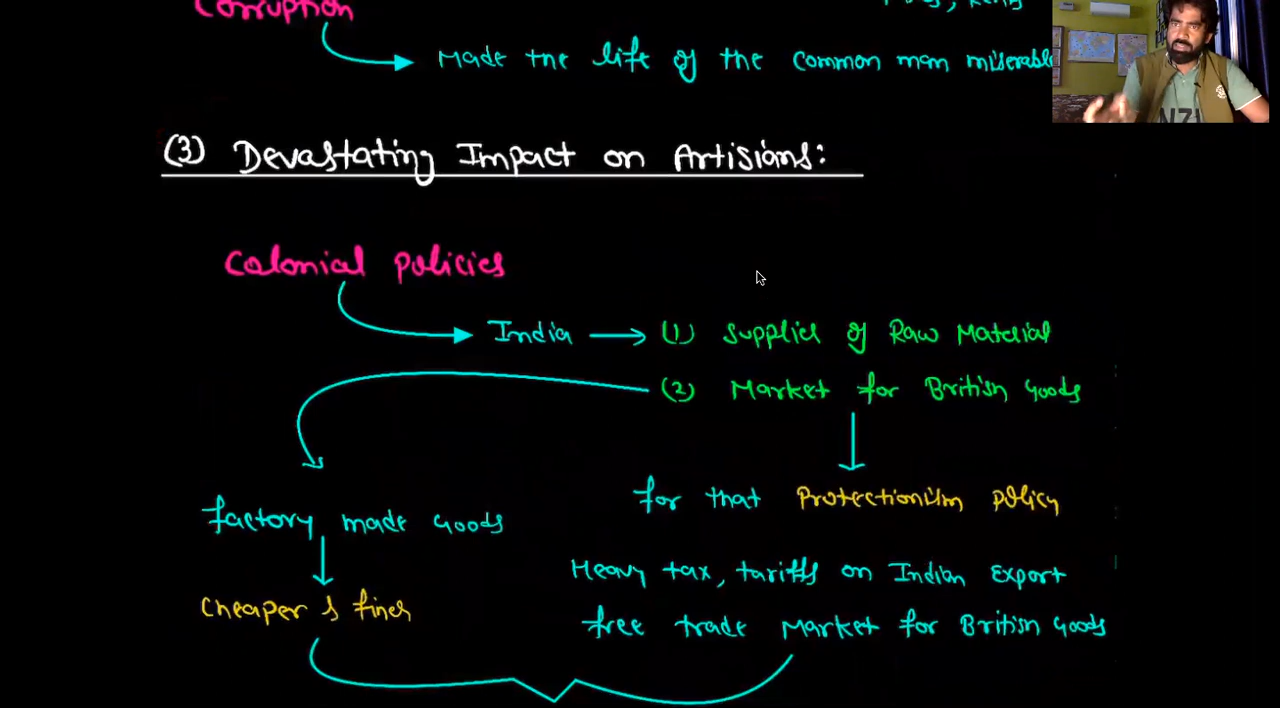 Corruption
Made the life of the common man miserable
(3) Devastating Impact on Artisians:
Colonial policies
India → (1) Supplier of Raw Material
(2) Market for British Goods
for that Protectionism policy
factory made Goods
Heavy tax, tariffs on Indian Export
Cheaper & finer
free trade Market for British Goods
NZI